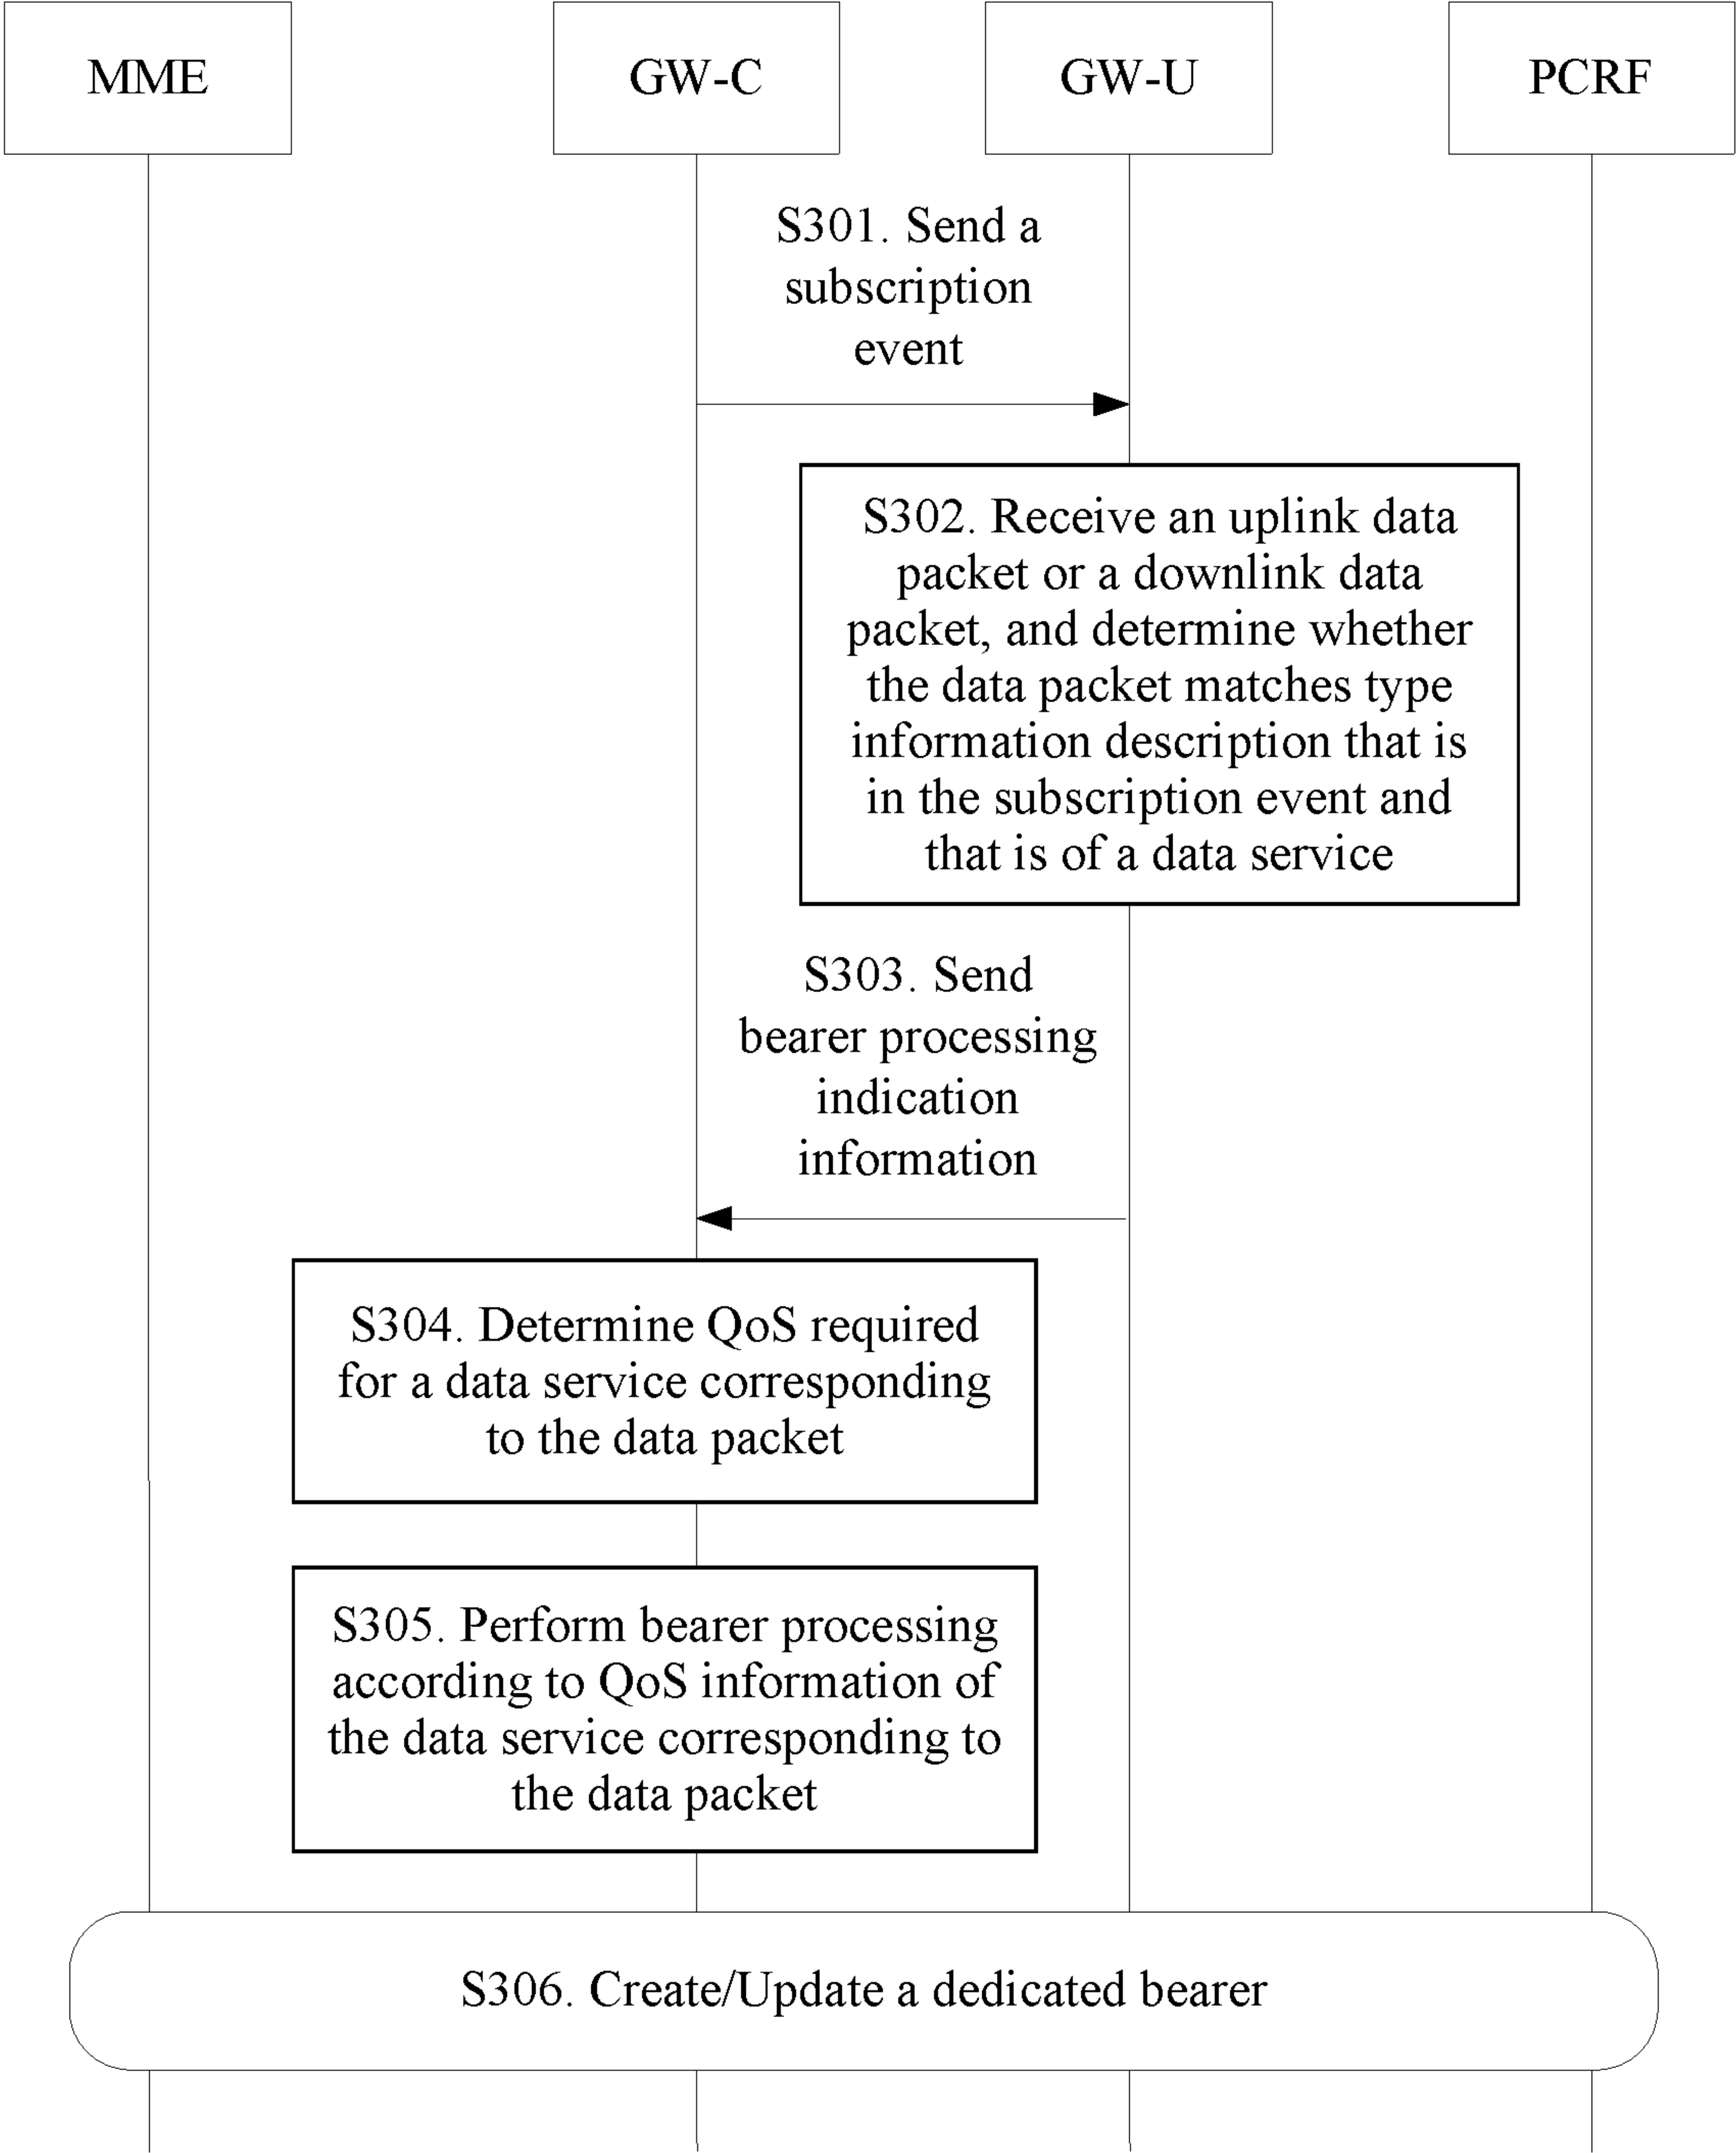 MME
GW-C
GW-U
PCRF
S301. Send a
subscription
event
S302. Receive an uplink data
packet or a downlink data
packet, and determine whether
the data packet matches type
information description that is
in the subscription event and
that is of a data service
S303. Send
bearer processing
indication
information
S304. Determine QoS required
for a data service corresponding
to the data packet
S305. Perform bearer processing
according to QoS information of
the data service corresponding to
the data packet
S306. Create/Update a dedicated bearer